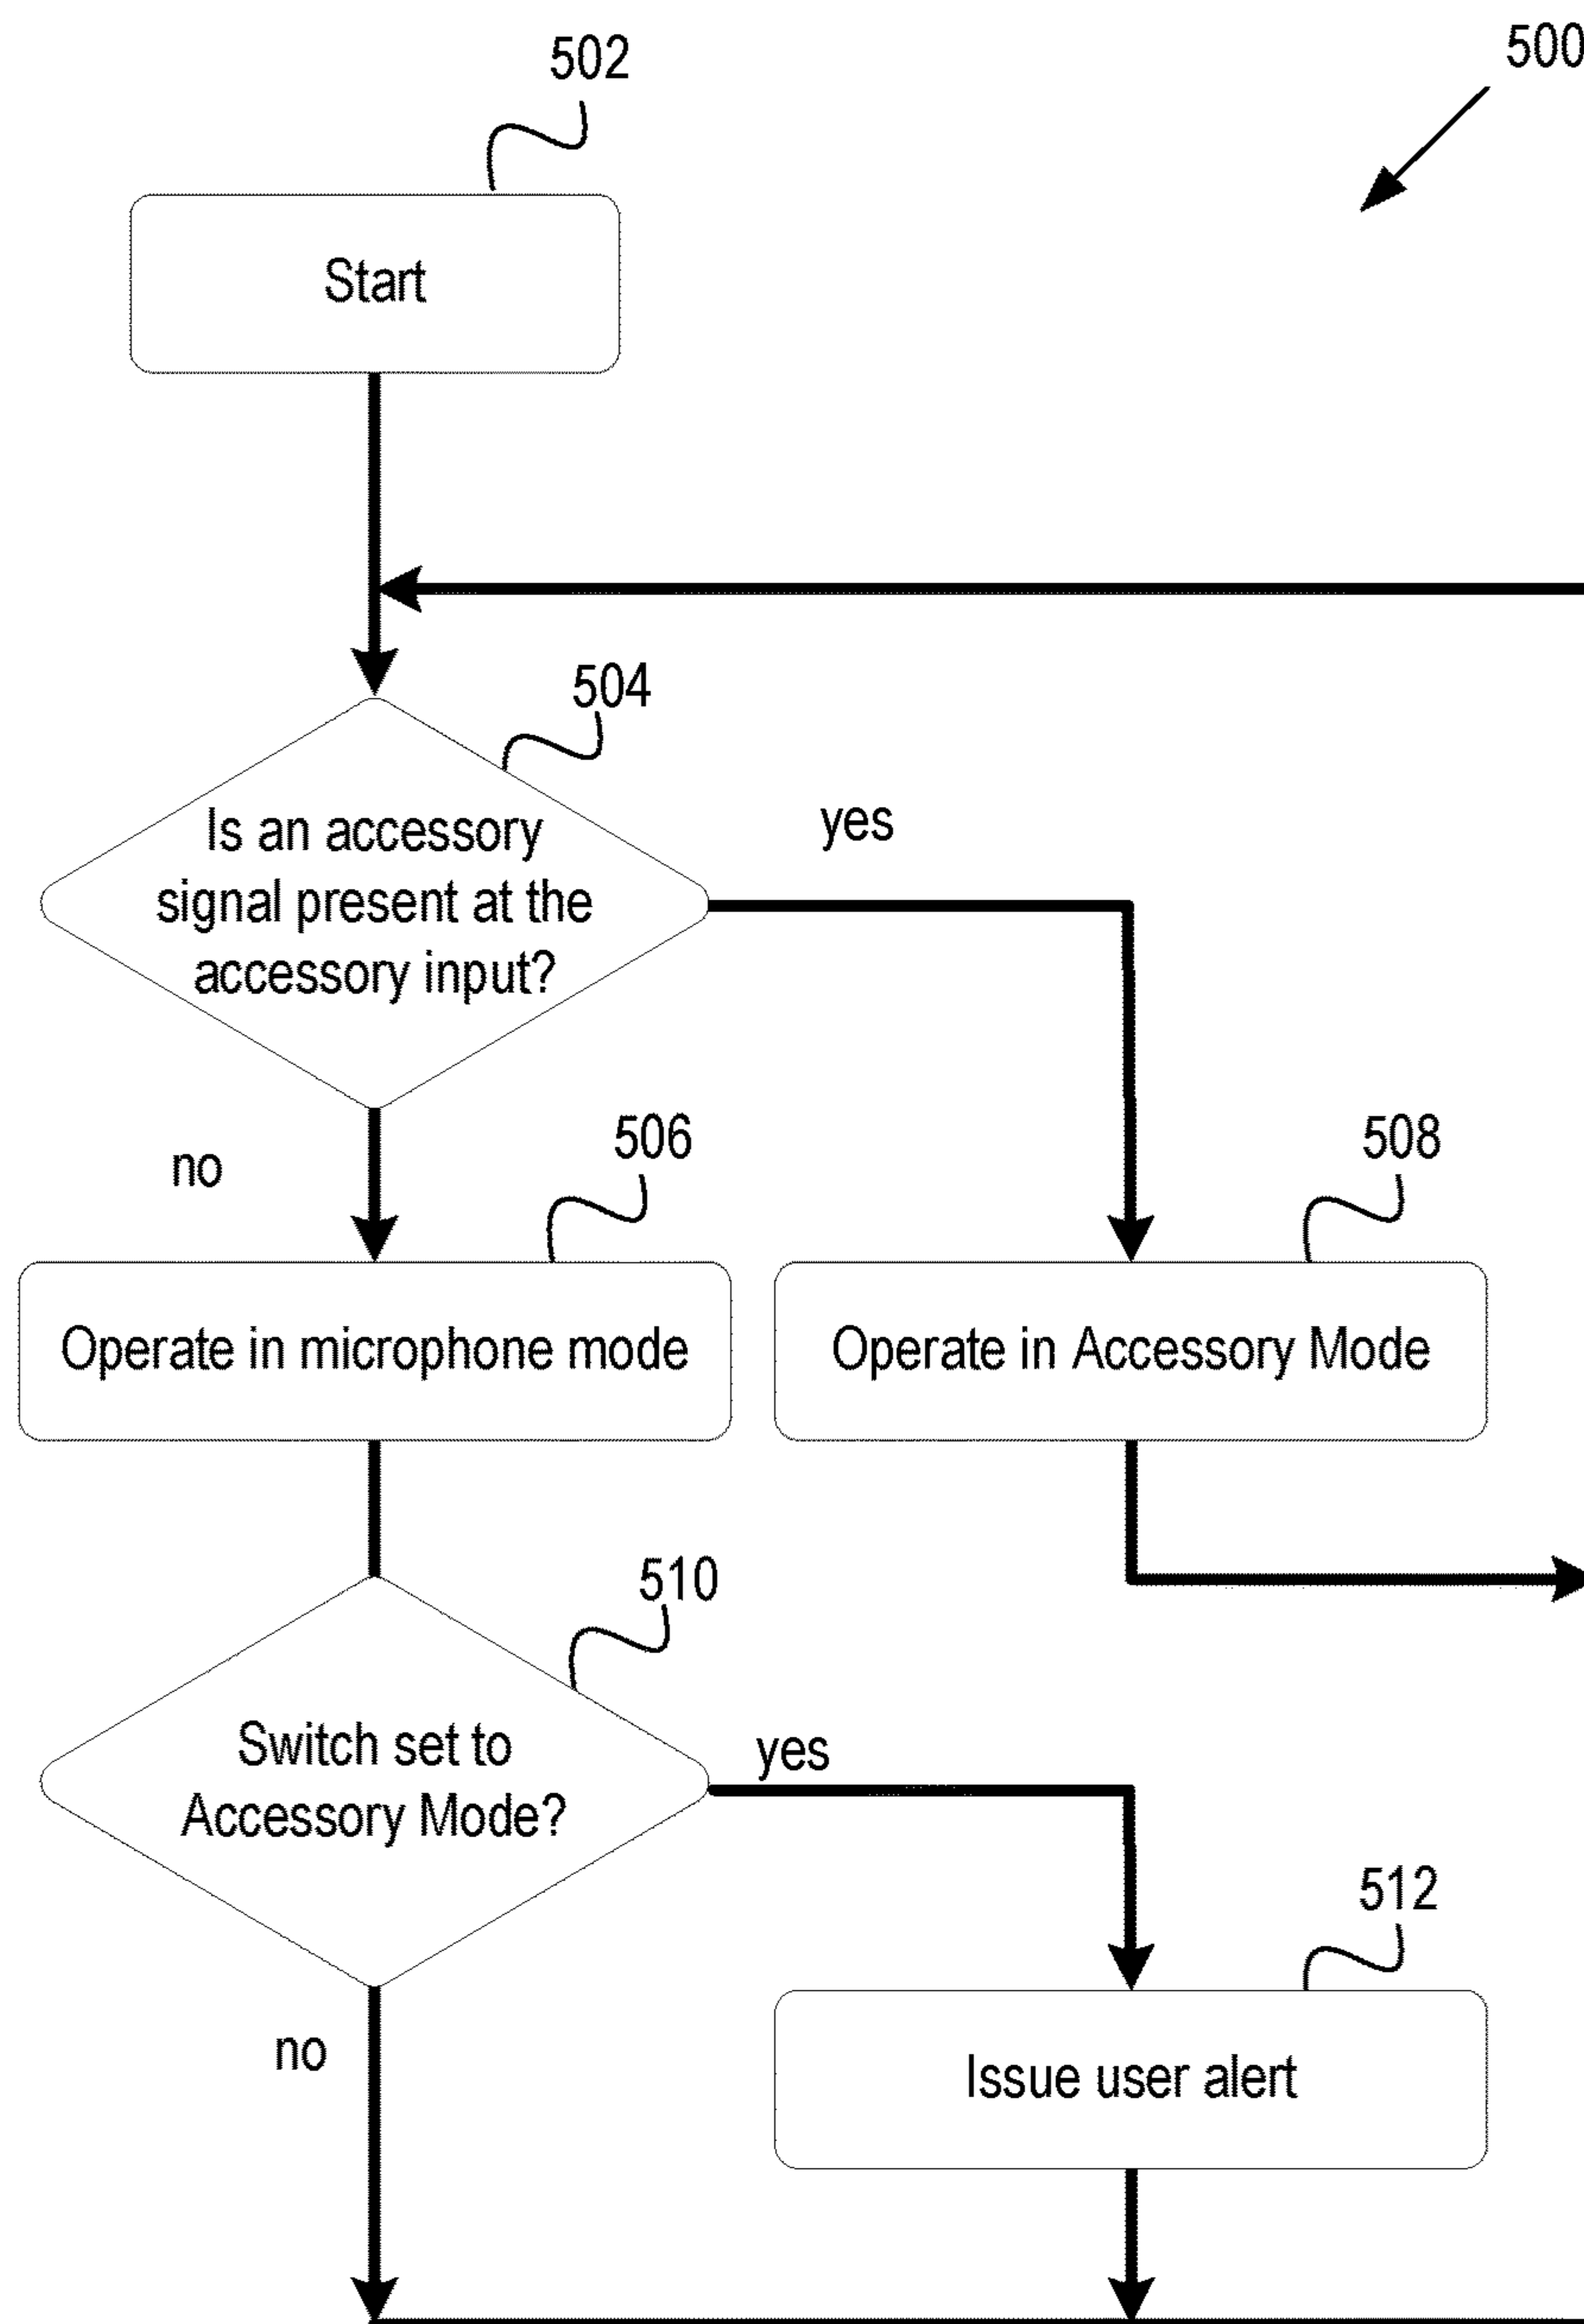 502
500
Start
504
Is an accessory
signal present at the
accessory input?
yes
no
506
508
Operate in microphone mode
Operate in Accessory Mode
510
Switch set to
Accessory Mode?
yes
512
no
Issue user alert